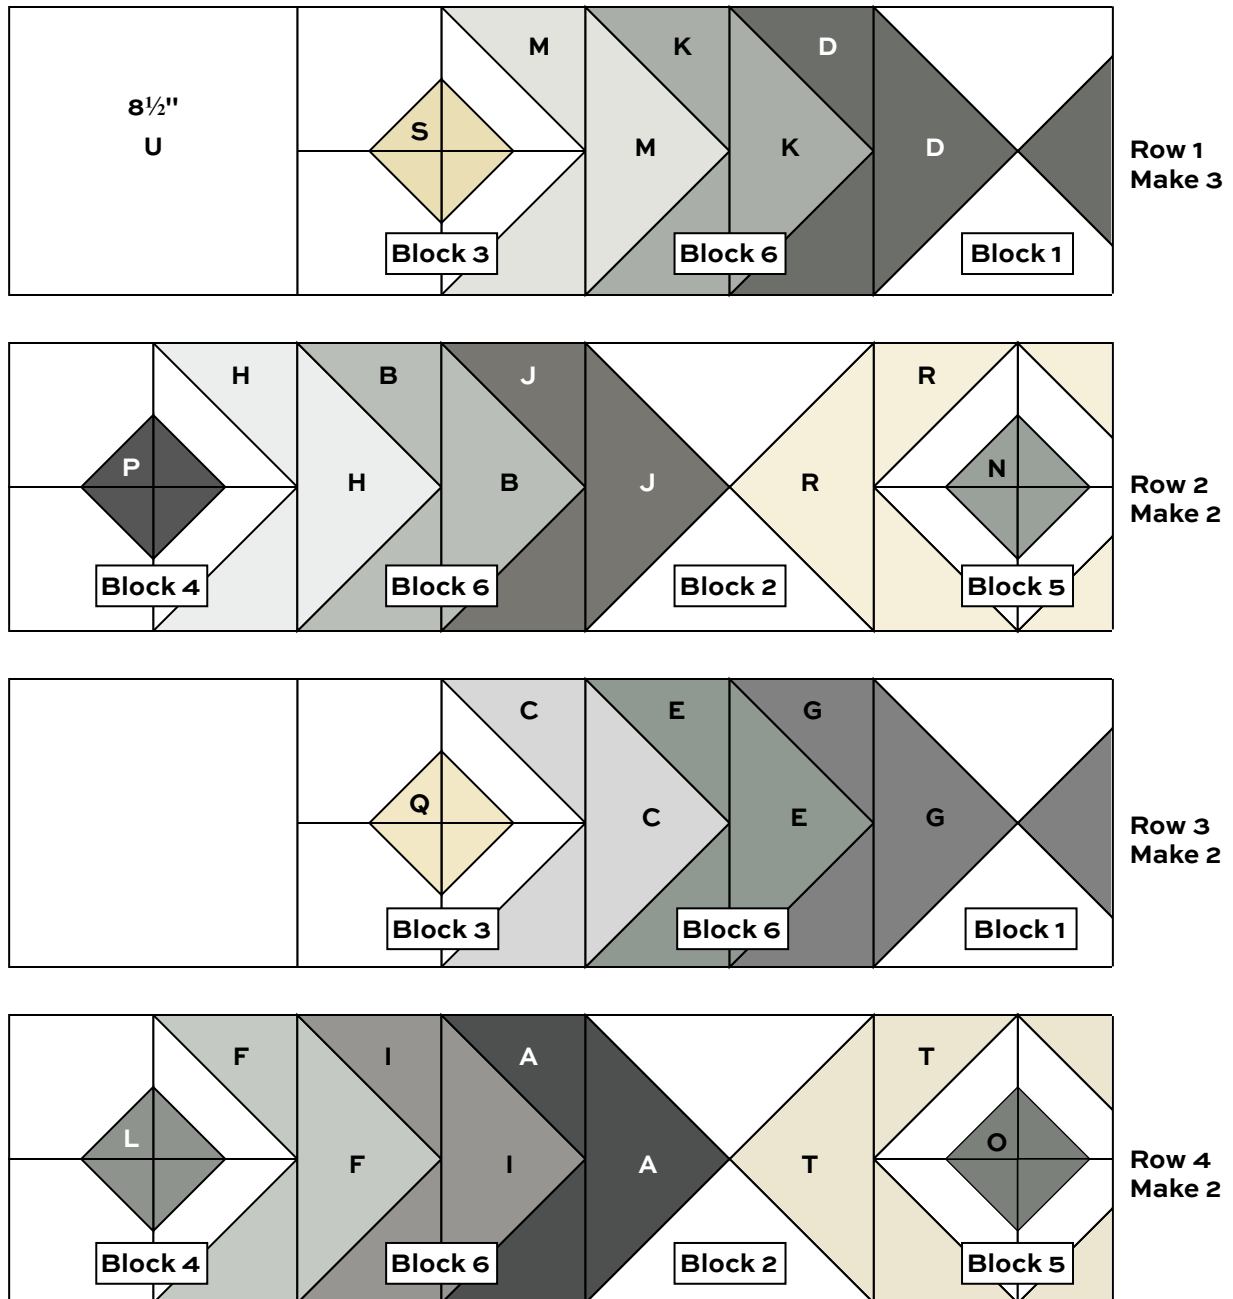 M K D
8½"
U
S
M K D
Row 1
Make 3
Block 3 Block 6 Block 1
H B J R
P N
H B J R
Row 2
Make 2
Block 4 Block 6 Block 2 Block 5
C E G
Q
C E G
Row 3
Make 2
Block 3 Block 6 Block 1
F I A T
L O
F I A T
Row 4
Make 2
Block 4 Block 6 Block 2 Block 5